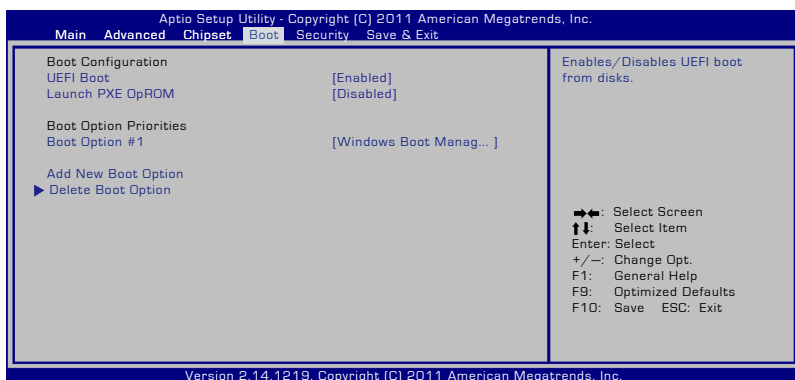 Aptio Setup Utility - Copyright (C) 2011 American Megatrends, Inc.
Main Advanced Chipset Boot Security Save & Exit
Boot Configuration
UEFI Boot [Enabled]
Launch PXE OpROM [Disabled]
Boot Option Priorities
Boot Option #1 [Windows Boot Manag... ]
Add New Boot Option
Delete Boot Option
Enables/Disables UEFI boot
from disks.
→←: Select Screen
↑↓: Select Item
Enter: Select
+/—: Change Opt.
F1: General Help
F9: Optimized Defaults
F10: Save ESC: Exit
Version 2.14.1219. Copyright (C) 2011 American Megatrends, Inc.